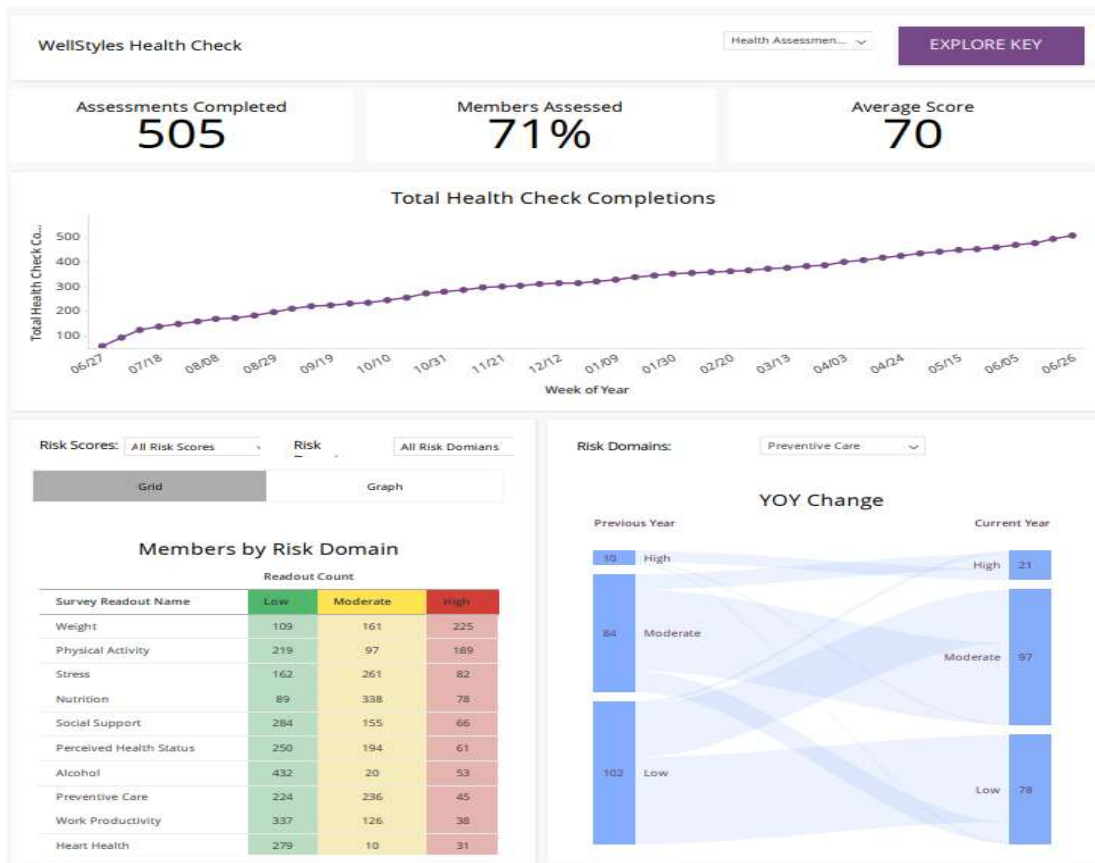 WellStyles Health Check
Health Assessmen...
EXPLORE KEY
Assessments Completed
505
Members Assessed
71%
Average Score
70
Total Health Check Completions
Total Health Check Co...
500
400
300
200
100
06/27 07/18 08/08 08/29 09/19 10/10 10/31 11/21 12/12 01/09 01/30 02/20 03/13 04/03 04/24 05/15 06/05 06/26
Week of Year
Risk Scores: All Risk Scores Risk All Risk Domians
Grid Graph
Members by Risk Domain
Readout Count
Survey Readout Name Low Moderate High
Weight 109 161 225
Physical Activity 219 97 189
Stress 162 261 82
Nutrition 89 338 78
Social Support 284 155 66
Perceived Health Status 250 194 61
Alcohol 432 20 53
Preventive Care 224 236 45
Work Productivity 337 126 38
Heart Health 279 10 31
Risk Domains: Preventive Care
YOY Change
Previous Year Current Year
10 High High 21
84 Moderate Moderate 97
102 Low Low 78